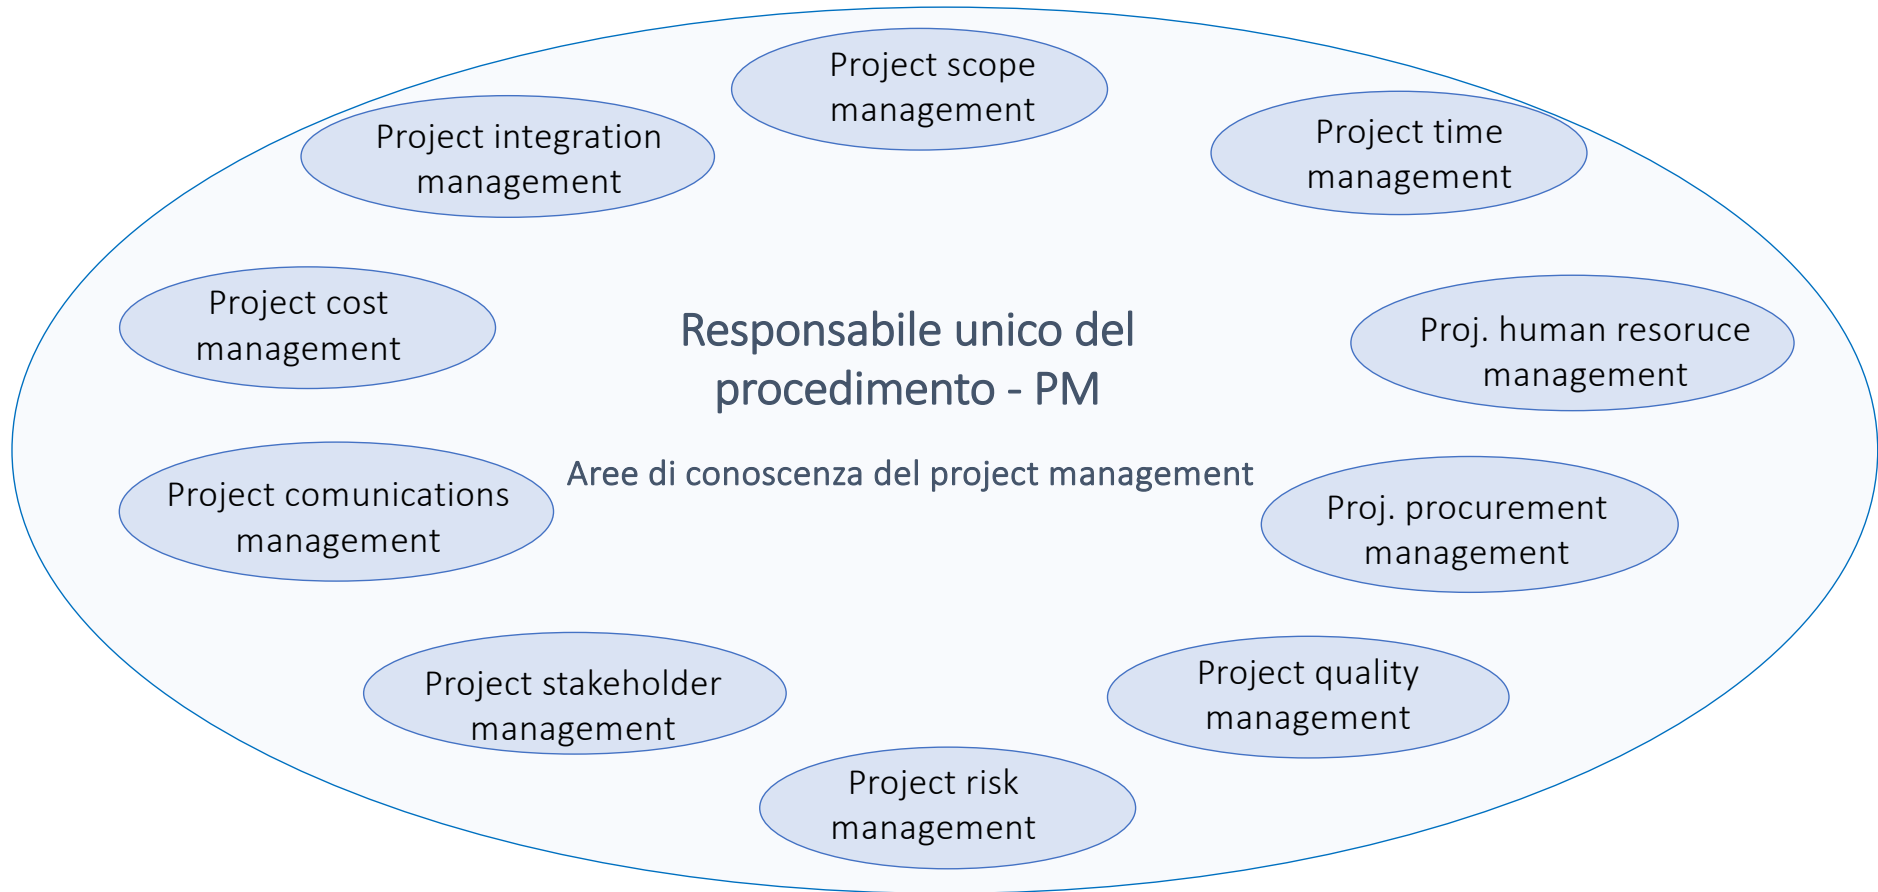 Project scope
management
Project integration
management
Project time
management
Project cost
management
Responsabile unico del
procedimento - PM
Proj. human resoruce
management
Aree di conoscenza del project management
Project comunications
management
Proj. procurement
management
Project stakeholder
management
Project quality
management
Project risk
management